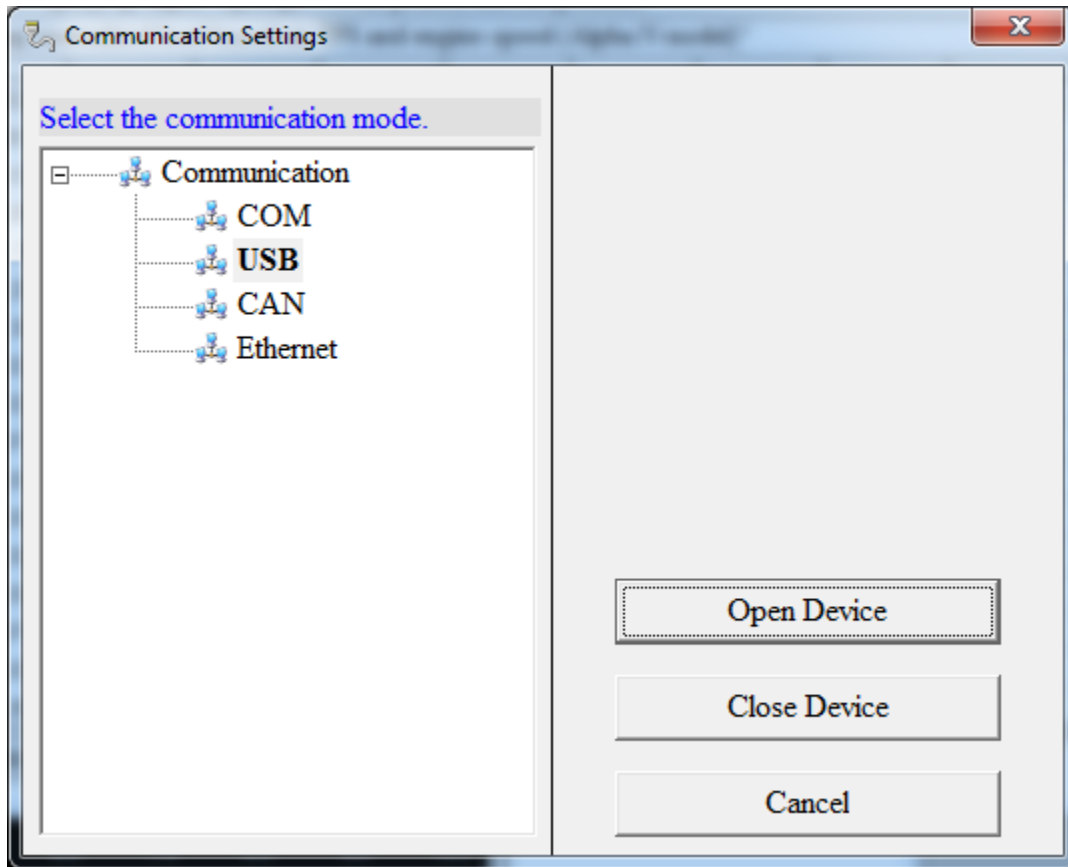 Communication Settings
Select the communication mode.
Communication
COM
USB
CAN
Ethernet
Open Device
Close Device
Cancel